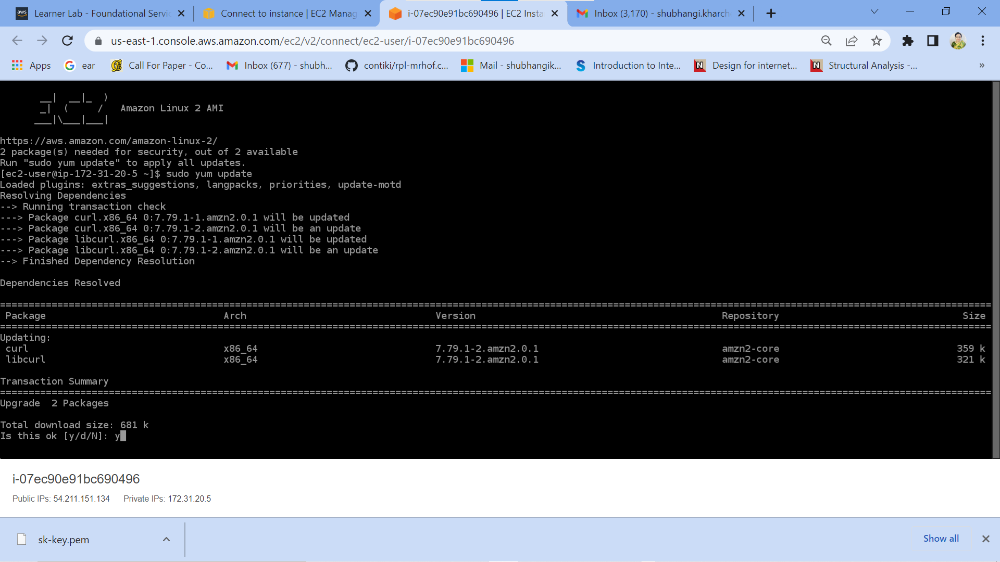 aws Learner Lab - Foundational Servic
Connect to instance | EC2 Manag
i-07ec90e91bc690496 | EC2 Insta
Inbox (3,170) - shubhangi.kharch
us-east-1.console.aws.amazon.com/ec2/v2/connect/ec2-user/i-07ec90e91bc690496
Apps
ear
Call For Paper - Co...
Inbox (677) - shubh...
contiki/rpl-mrhof.c...
Mail - shubhangik...
Introduction to Inte...
Design for internet...
Structural Analysis -...
»
__|  __|_  )
_|  (     /   Amazon Linux 2 AMI
___|\___|___|
https://aws.amazon.com/amazon-linux-2/
2 package(s) needed for security, out of 2 available
Run "sudo yum update" to apply all updates.
[ec2-user@ip-172-31-20-5 ~]$ sudo yum update
Loaded plugins: extras_suggestions, langpacks, priorities, update-motd
Resolving Dependencies
--> Running transaction check
---> Package curl.x86_64 0:7.79.1-1.amzn2.0.1 will be updated
---> Package curl.x86_64 0:7.79.1-2.amzn2.0.1 will be an update
---> Package libcurl.x86_64 0:7.79.1-1.amzn2.0.1 will be updated
---> Package libcurl.x86_64 0:7.79.1-2.amzn2.0.1 will be an update
--> Finished Dependency Resolution
Dependencies Resolved
Package Arch Version Repository Size
Updating:
curl x86_64 7.79.1-2.amzn2.0.1 amzn2-core 359 k
libcurl x86_64 7.79.1-2.amzn2.0.1 amzn2-core 321 k
Transaction Summary
Upgrade  2 Packages
Total download size: 681 k
Is this ok [y/d/N]: y
i-07ec90e91bc690496
Public IPs: 54.211.151.134 Private IPs: 172.31.20.5
sk-key.pem
Show all